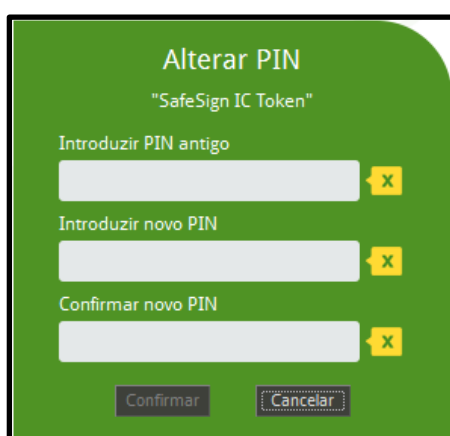 Alterar PIN
"SafeSign IC Token"
Introduzir PIN antigo
X
Introduzir novo PIN
X
Confirmar novo PIN
X
Confirmar Cancelar